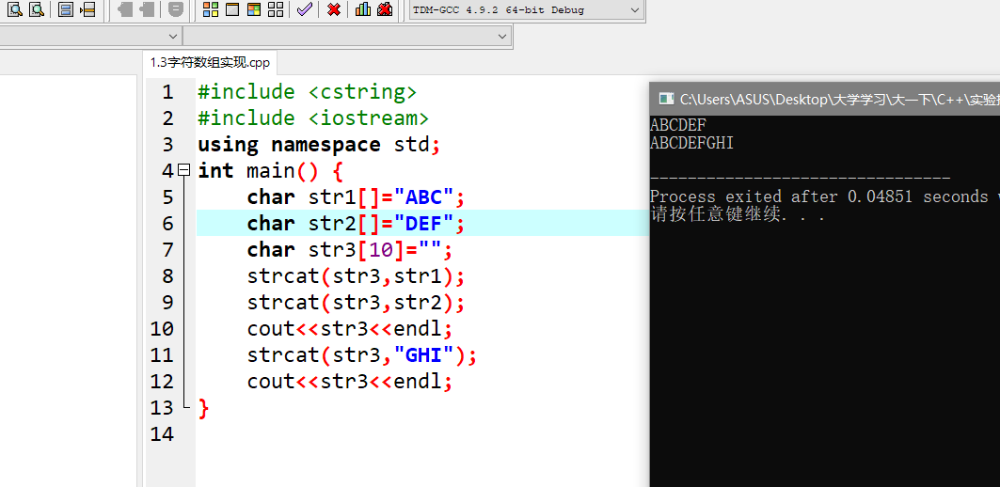 TDM-GCC 4.9.2 64-bit Debug
1.3字符数组实现.cpp
1 #include <cstring>
2 #include <iostream>
3 using namespace std;
4 int main() {
5 char str1[]="ABC";
6 char str2[]="DEF";
7 char str3[10]="";
8 strcat(str3,str1);
9 strcat(str3,str2);
10 cout<<str3<<endl;
11 strcat(str3,"GHI");
12 cout<<str3<<endl;
13 }
14
C:\Users\ASUS\Desktop\大学学习\大一下\C++\实验
ABCDEF
ABCDEFGHI
--------------------------------
Process exited after 0.04851 seconds
请按任意键继续. . .